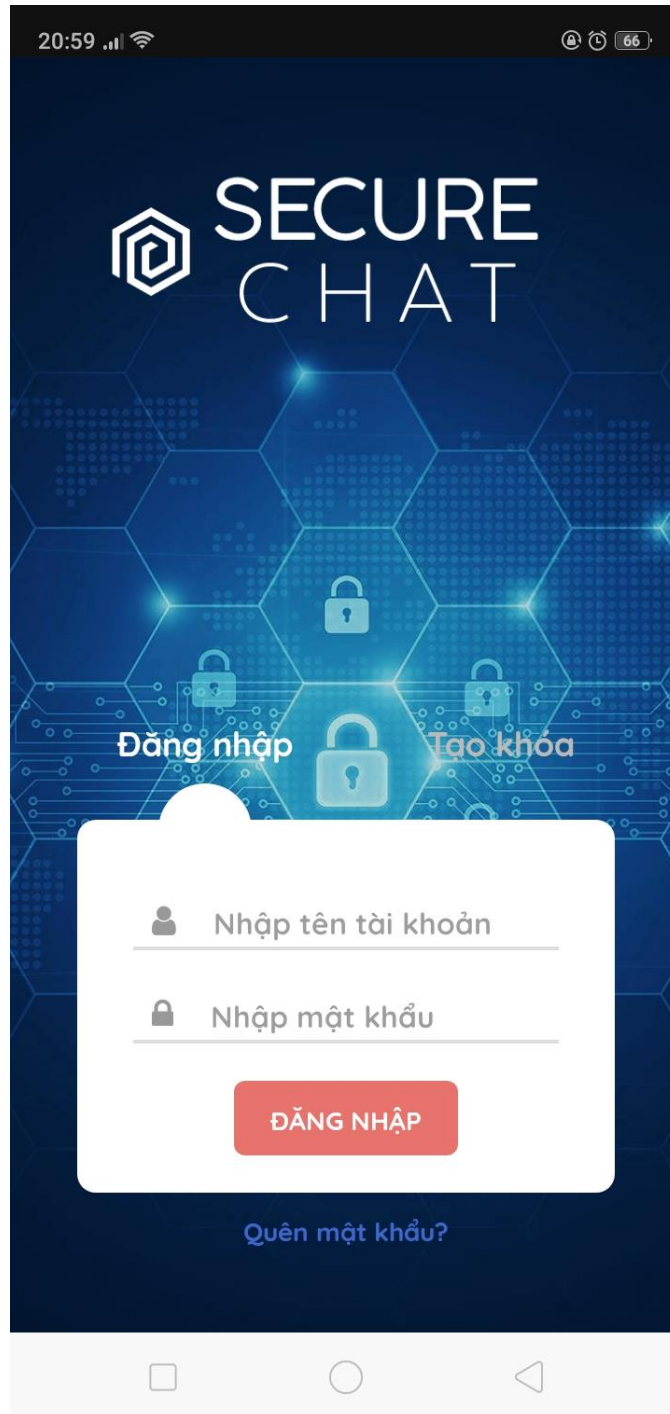 20:59
66
SECURE
CHAT
Đăng nhập
Tạo khóa
Nhập tên tài khoản
Nhập mật khẩu
ĐĂNG NHẬP
Quên mật khẩu?